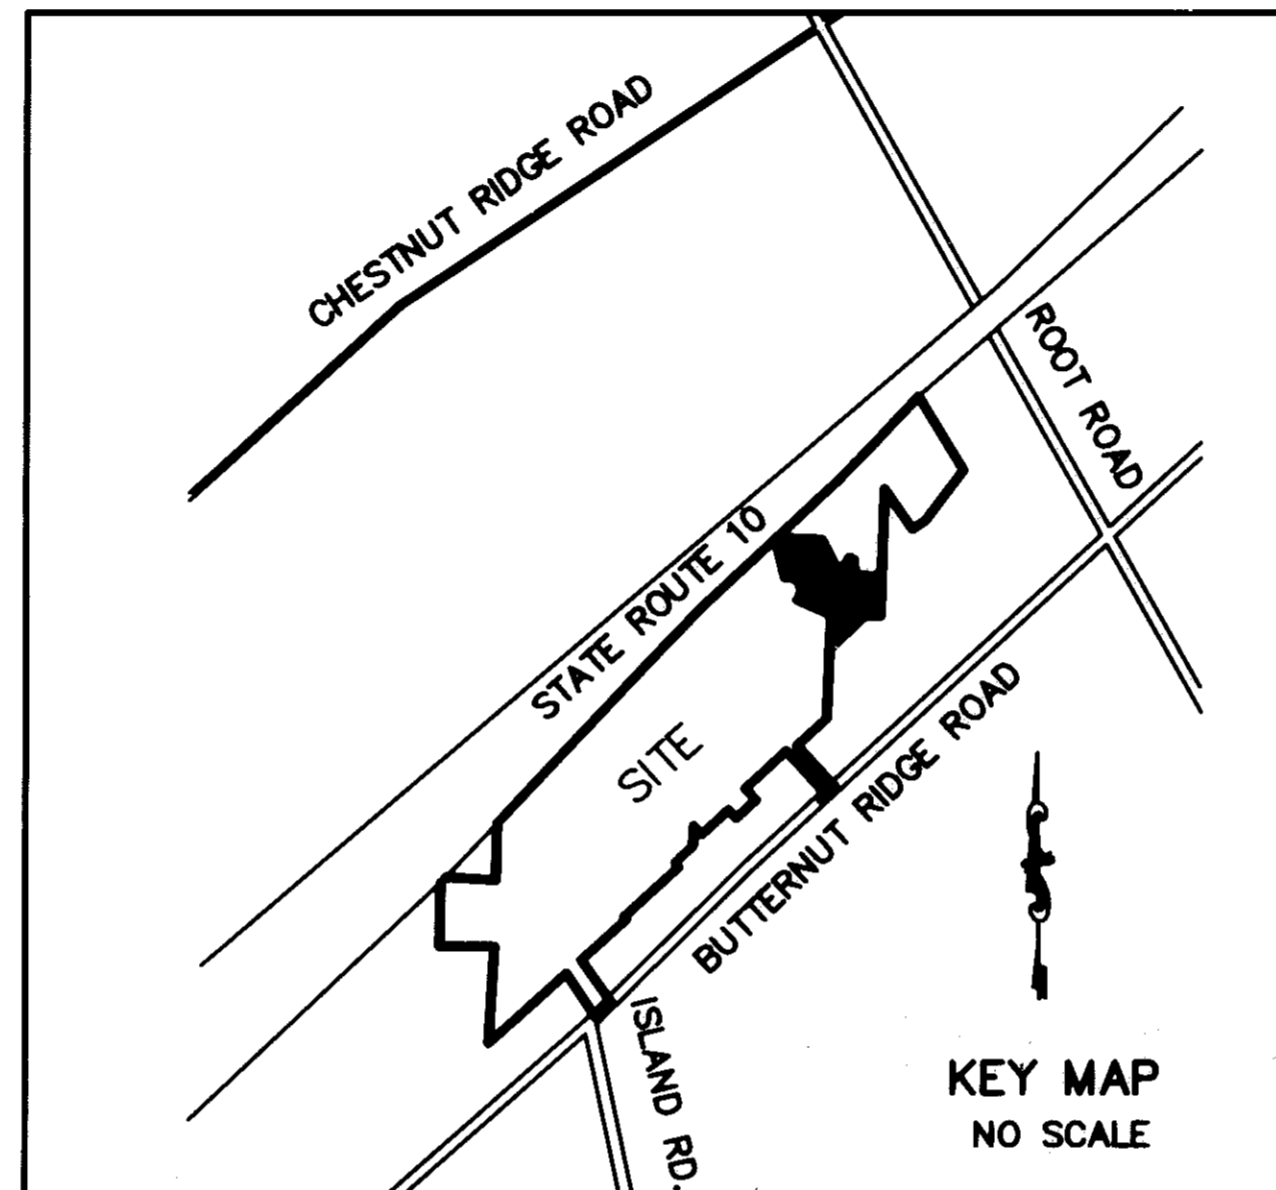 CHESTNUT RIDGE ROAD
ROOT ROAD
STATE ROUTE 10
SITE
BUTTERNUT RIDGE ROAD
ISLAND RD.
KEY MAP
NO SCALE